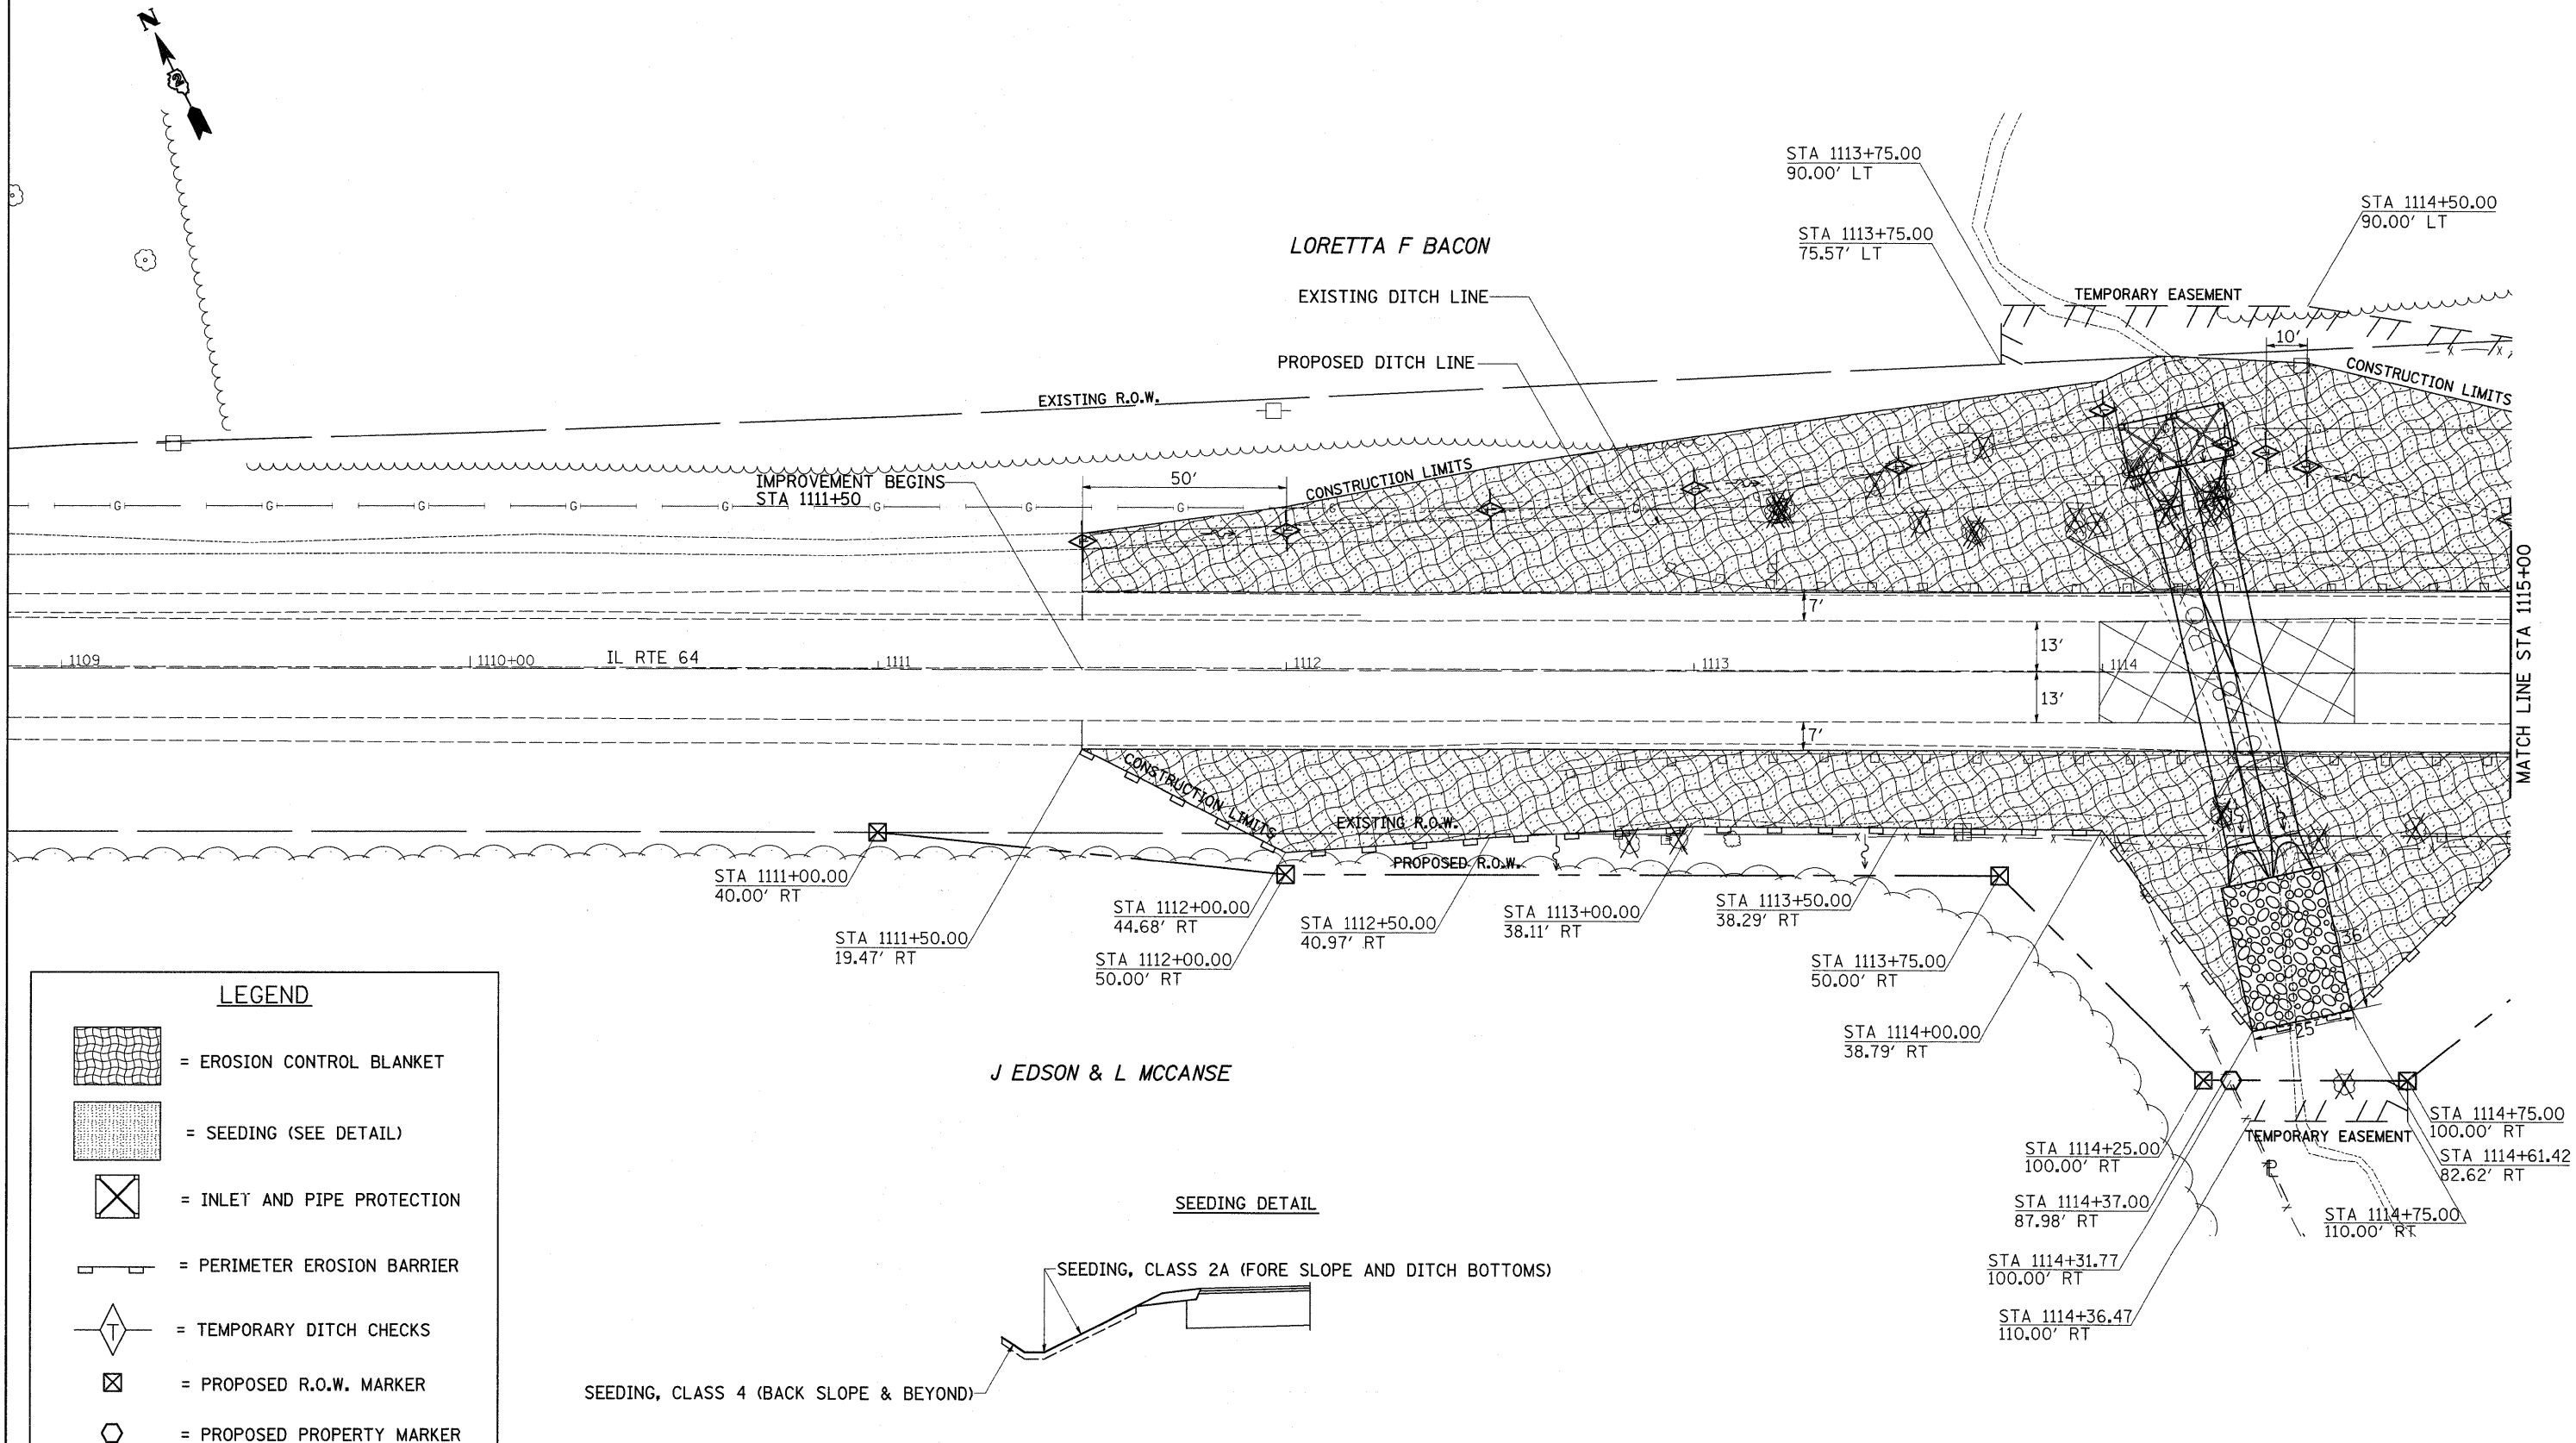 N
2
STA 1113+75.00
90.00' LT
STA 1114+50.00
90.00' LT
LORETTA F BACON
STA 1113+75.00
75.57' LT
EXISTING DITCH LINE
TEMPORARY EASEMENT
10'
PROPOSED DITCH LINE
CONSTRUCTION LIMITS
EXISTING R.O.W.
CONSTRUCTION LIMITS
IMPROVEMENT BEGINS
STA 1111+50
50'
G G G G G G G G G
7'
13'
1109
1110+00
IL RTE 64
1111
1112
1113
1114
13'
7'
MATCH LINE STA 1115+00
CONSTRUCTION LIMITS
EXISTING R.O.W.
PROPOSED R.O.W.
STA 1111+00.00
40.00' RT
STA 1111+50.00
19.47' RT
STA 1112+00.00
44.68' RT
STA 1112+00.00
50.00' RT
STA 1112+50.00
40.97' RT
STA 1113+00.00
38.11' RT
STA 1113+50.00
38.29' RT
STA 1113+75.00
50.00' RT
STA 1114+00.00
38.79' RT
36'
25'
J EDSON & L MCCANSE
TEMPORARY EASEMENT
STA 1114+75.00
100.00' RT
STA 1114+61.42
82.62' RT
STA 1114+75.00
110.00' RT
STA 1114+25.00
100.00' RT
STA 1114+37.00
87.98' RT
STA 1114+31.77
100.00' RT
STA 1114+36.47
110.00' RT
LEGEND
= EROSION CONTROL BLANKET
= SEEDING (SEE DETAIL)
= INLET AND PIPE PROTECTION
= PERIMETER EROSION BARRIER
T = TEMPORARY DITCH CHECKS
= PROPOSED R.O.W. MARKER
= PROPOSED PROPERTY MARKER
SEEDING DETAIL
SEEDING, CLASS 2A (FORE SLOPE AND DITCH BOTTOMS)
SEEDING, CLASS 4 (BACK SLOPE & BEYOND)